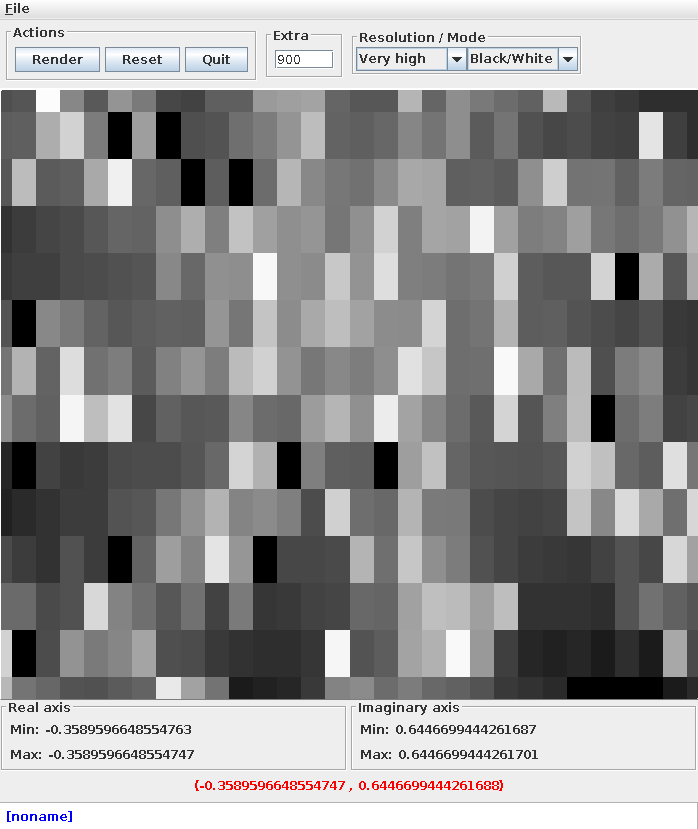 File
Actions
Render Reset Quit
Extra
900
Resolution / Mode
Very high Black/White
Real axis
Min: -0.3589596648554763
Max: -0.3589596648554747
Imaginary axis
Min: 0.6446699444261687
Max: 0.6446699444261701
(-0.3589596648554747 , 0.6446699444261688)
[noname]